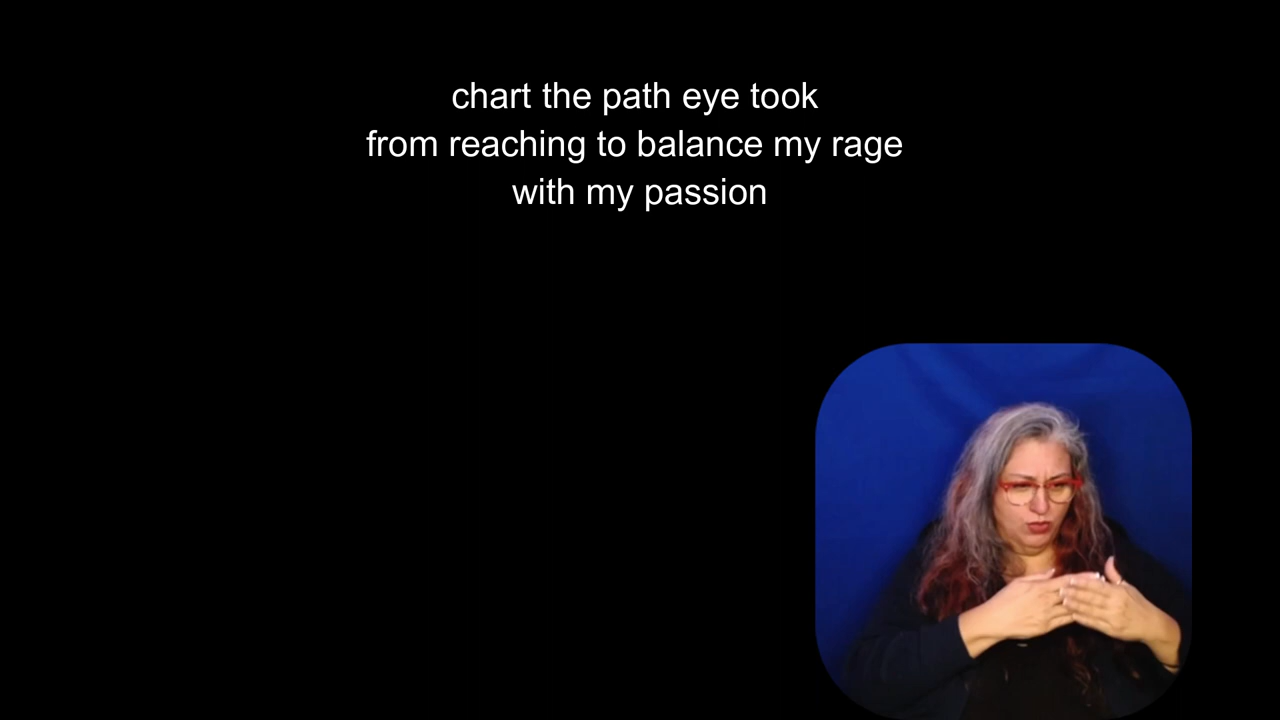 chart the path eye took
from reaching to balance my rage
with my passion